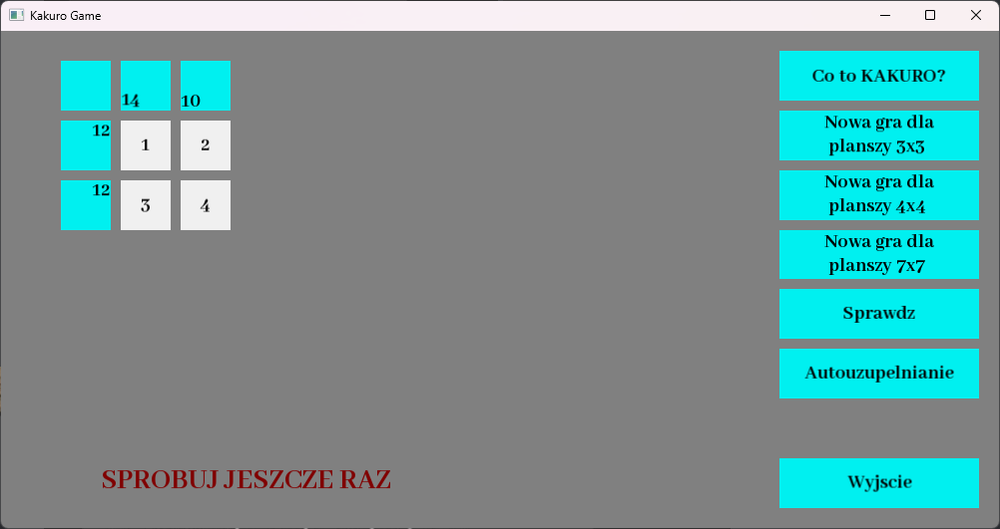 Kakuro Game
14 10
12 1 2
12 3 4
Co to KAKURO?
Nowa gra dla
planszy 3x3
Nowa gra dla
planszy 4x4
Nowa gra dla
planszy 7x7
Sprawdz
Autouzupelnianie
SPROBUJ JESZCZE RAZ
Wyjscie